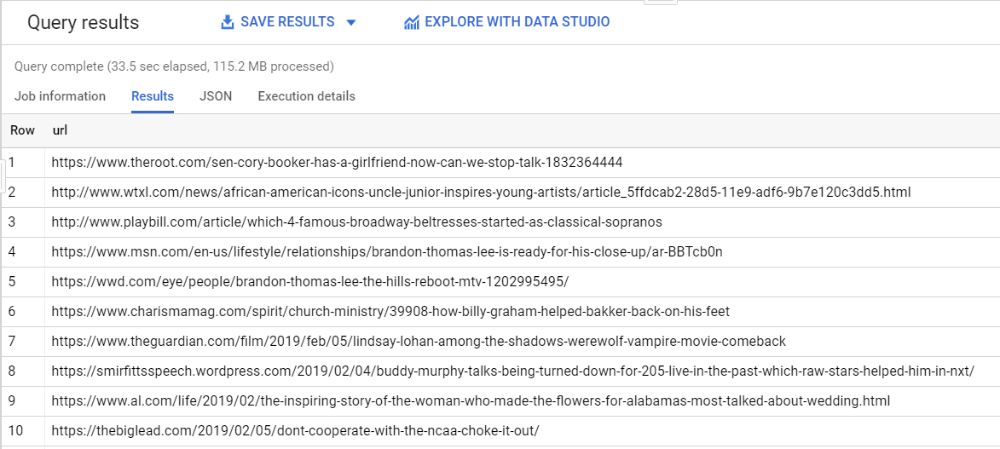 Query results SAVE RESULTS EXPLORE WITH DATA STUDIO
Query complete (33.5 sec elapsed, 115.2 MB processed)
Job information Results JSON Execution details
Row url
1 https://www.theroot.com/sen-cory-booker-has-a-girlfriend-now-can-we-stop-talk-1832364444
2 http://www.wtxl.com/news/african-american-icons-uncle-junior-inspires-young-artists/article_5ffdcab2-28d5-11e9-adf6-9b7e120c3dd5.html
3 http://www.playbill.com/article/which-4-famous-broadway-beltresses-started-as-classical-sopranos
4 https://www.msn.com/en-us/lifestyle/relationships/brandon-thomas-lee-is-ready-for-his-close-up/ar-BBTcb0n
5 https://wwd.com/eye/people/brandon-thomas-lee-the-hills-reboot-mtv-1202995495/
6 https://www.charismamag.com/spirit/church-ministry/39908-how-billy-graham-helped-bakker-back-on-his-feet
7 https://www.theguardian.com/film/2019/feb/05/lindsay-lohan-among-the-shadows-werewolf-vampire-movie-comeback
8 https://smirfittsspeech.wordpress.com/2019/02/04/buddy-murphy-talks-being-turned-down-for-205-live-in-the-past-which-raw-stars-helped-him-in-nxt/
9 https://www.al.com/life/2019/02/the-inspiring-story-of-the-woman-who-made-the-flowers-for-alabamas-most-talked-about-wedding.html
10 https://thebiglead.com/2019/02/05/dont-cooperate-with-the-ncaa-choke-it-out/